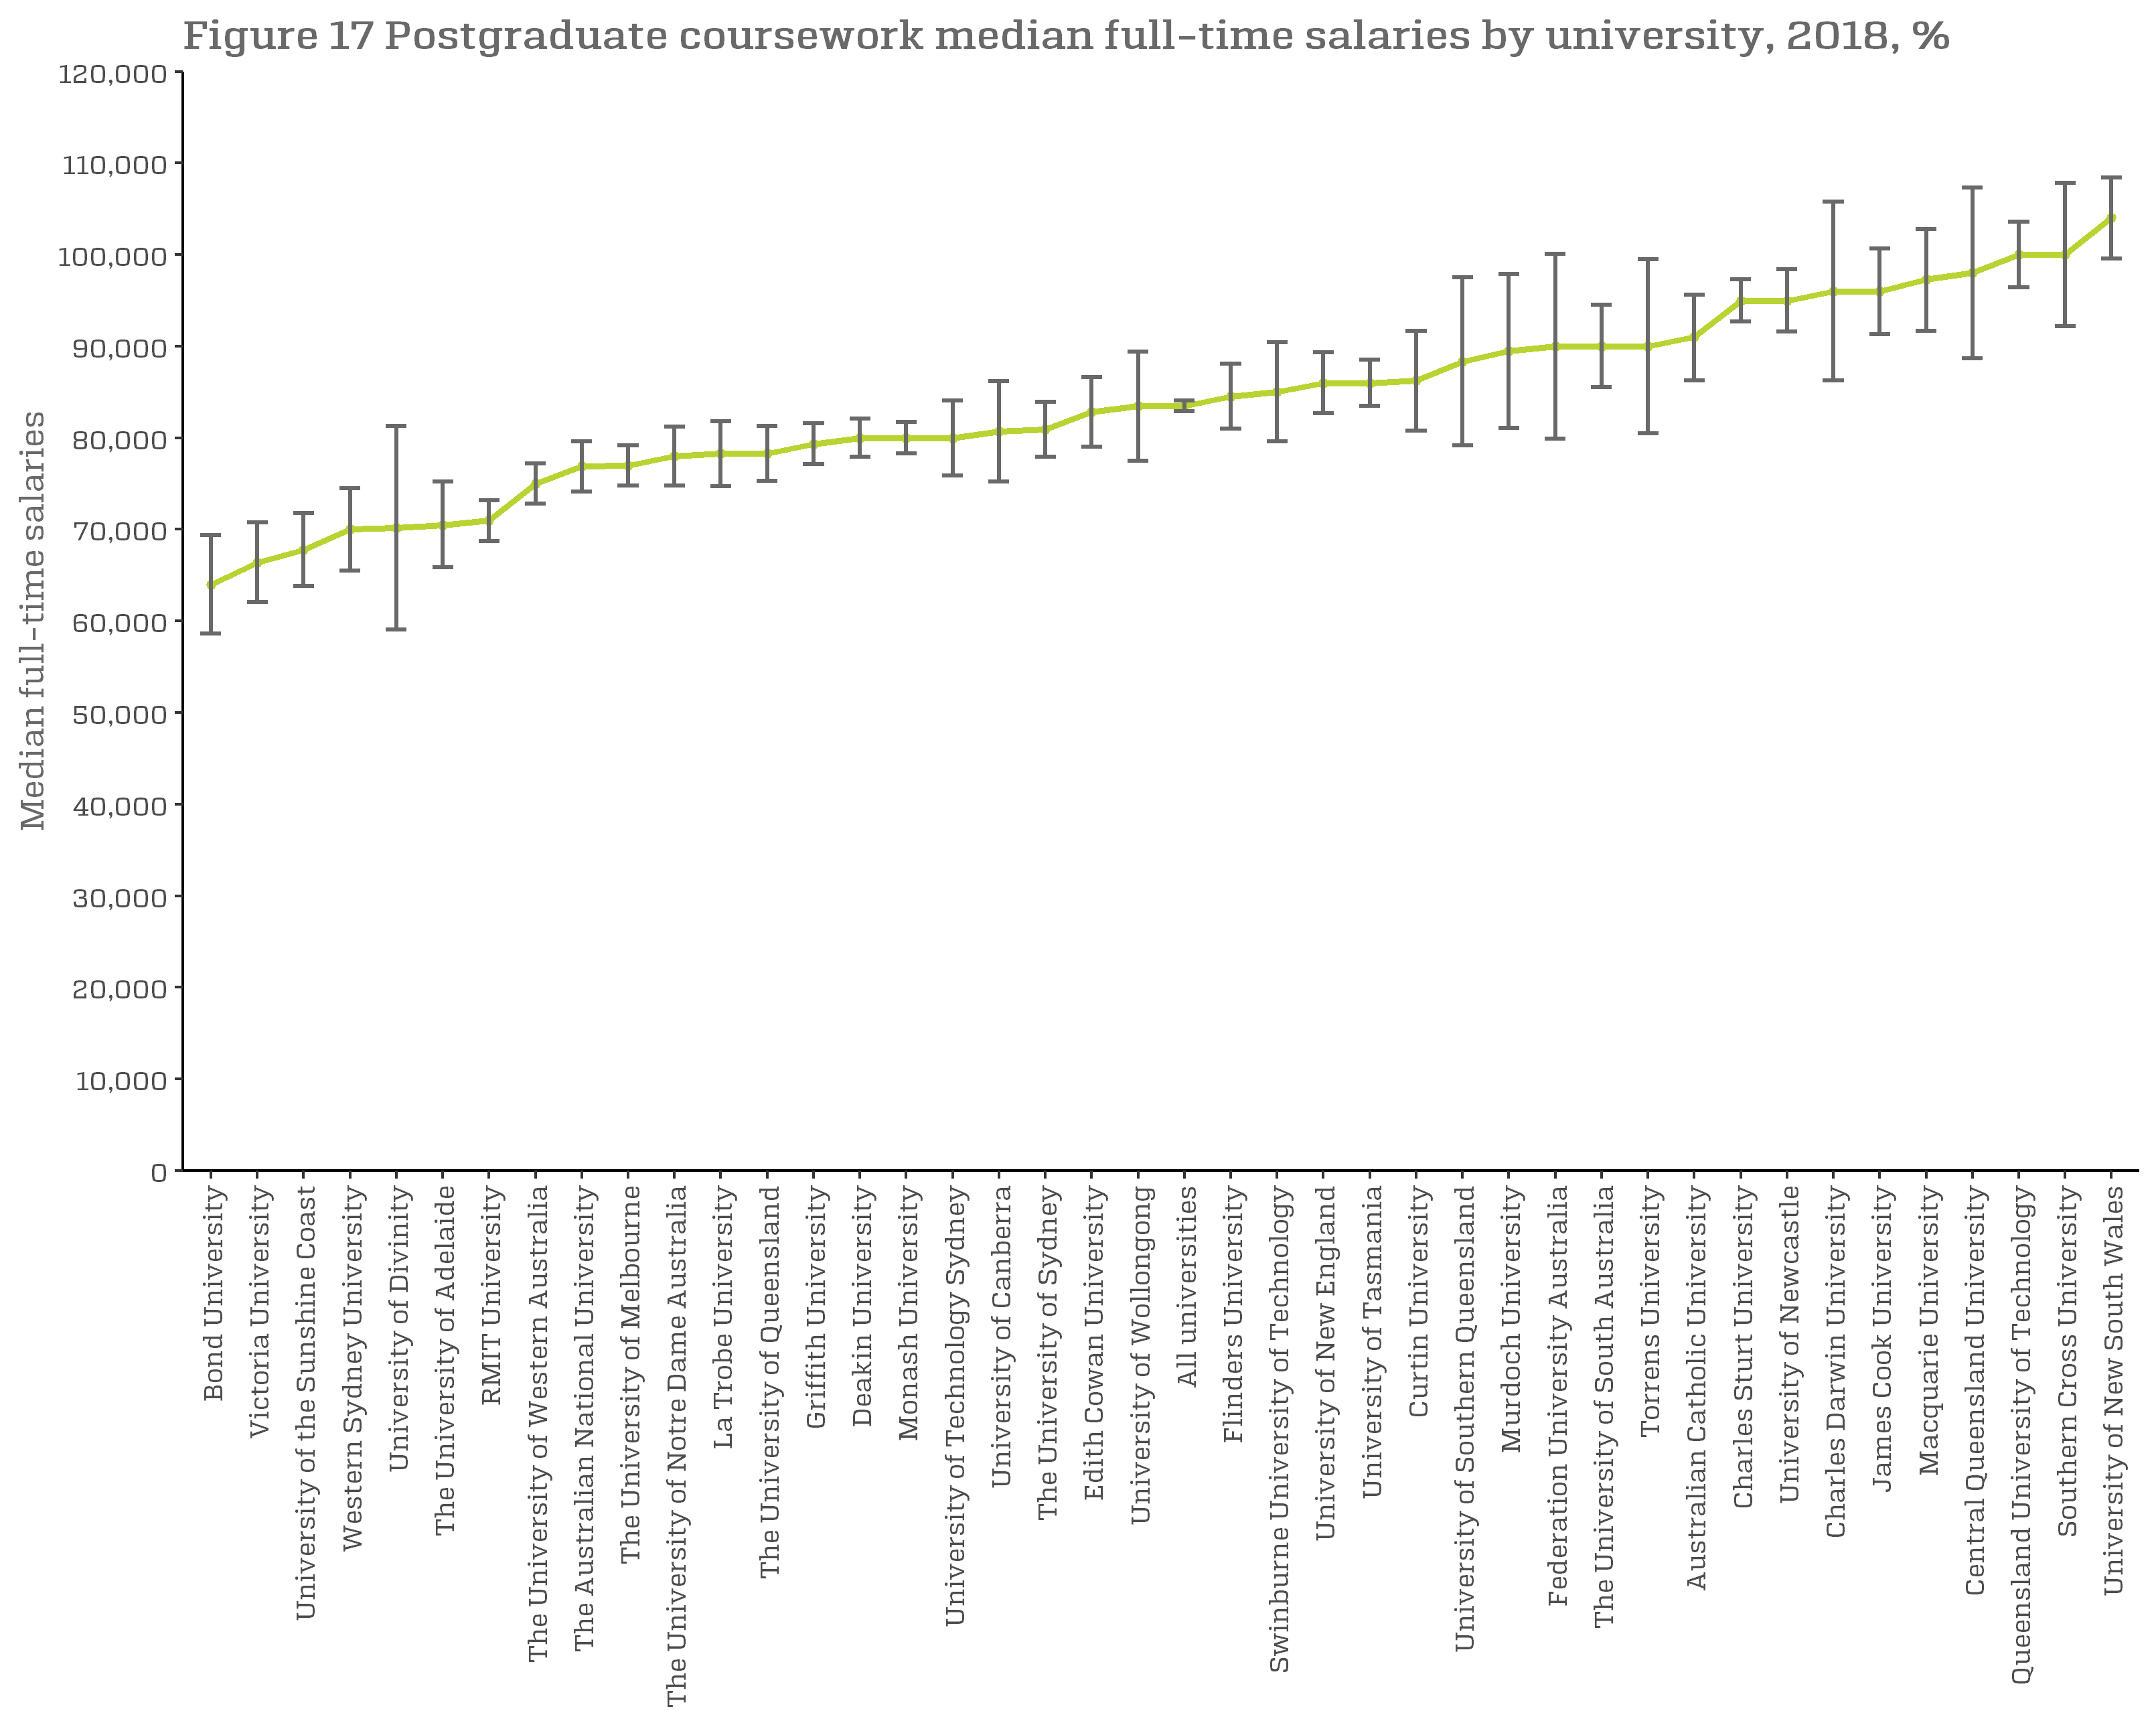 Figure 17 Postgraduate coursework median full-time salaries by university, 2018, %
Median full-time salaries
120,000
110,000
100,000
90,000
80,000
70,000
60,000
50,000
40,000
30,000
20,000
10,000
0
Bond University
Victoria University
University of the Sunshine Coast
Western Sydney University
University of Divinity
The University of Adelaide
RMIT University
The University of Western Australia
The Australian National University
The University of Melbourne
The University of Notre Dame Australia
La Trobe University
The University of Queensland
Griffith University
Deakin University
Monash University
University of Technology Sydney
University of Canberra
The University of Sydney
Edith Cowan University
University of Wollongong
All universities
Flinders University
Swinburne University of Technology
University of New England
University of Tasmania
Curtin University
University of Southern Queensland
Murdoch University
Federation University Australia
The University of South Australia
Torrens University
Australian Catholic University
Charles Sturt University
University of Newcastle
Charles Darwin University
James Cook University
Macquarie University
Central Queensland University
Queensland University of Technology
Southern Cross University
University of New South Wales